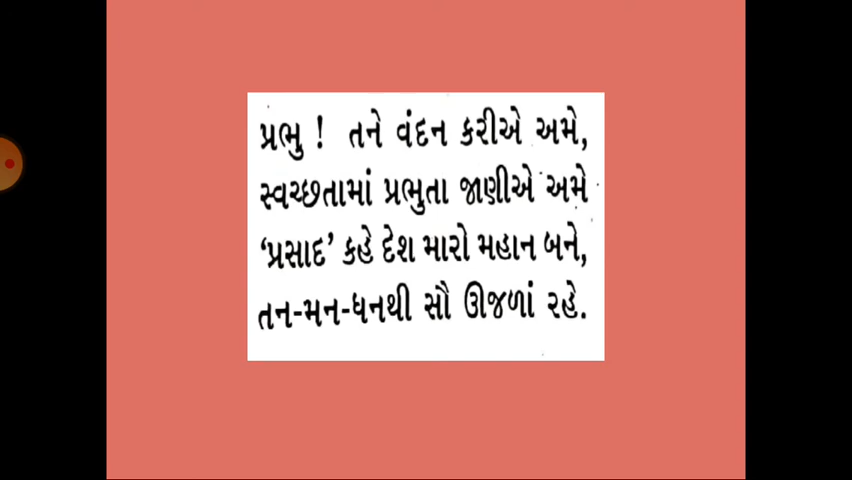 પ્રભુ ! તને વંદન કરીએ અમે,
સ્વચ્છતામાં પ્રભુતા જાણીએ અમે
‘પ્રસાદ’ કહે દેશ મારો મહાન બને,
તન-મન-ધનથી સૌ ઊજળાં રહે.